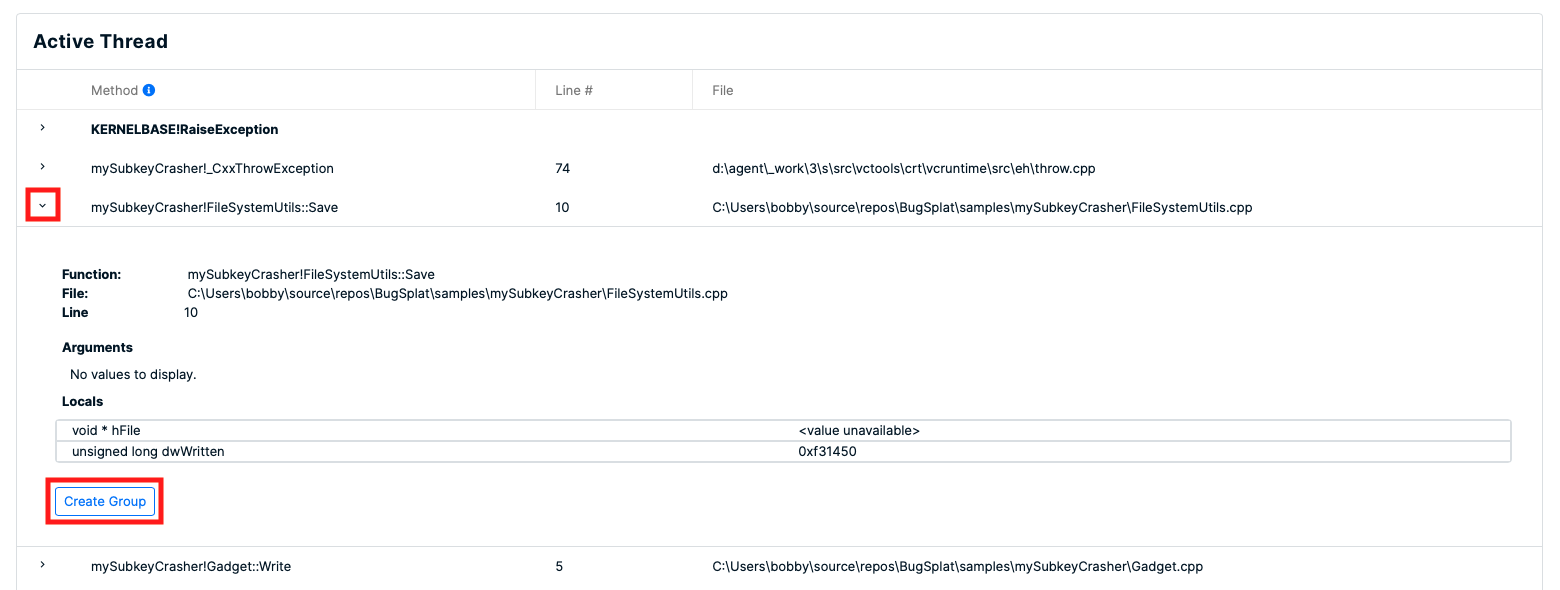 Active Thread
Method Line # File
KERNELBASE!RaiseException
mySubkeyCrasher!_CxxThrowException 74 d:\agent\_work\3\s\src\vctools\crt\vcruntime\src\eh\throw.cpp
mySubkeyCrasher!FileSystemUtils::Save 10 C:\Users\bobby\source\repos\BugSplat\samples\mySubkeyCrasher\FileSystemUtils.cpp
Function: mySubkeyCrasher!FileSystemUtils::Save
File: C:\Users\bobby\source\repos\BugSplat\samples\mySubkeyCrasher\FileSystemUtils.cpp
Line 10
Arguments
No values to display.
Locals
void * hFile <value unavailable>
unsigned long dwWritten 0xf31450
Create Group
mySubkeyCrasher!Gadget::Write 5 C:\Users\bobby\source\repos\BugSplat\samples\mySubkeyCrasher\Gadget.cpp